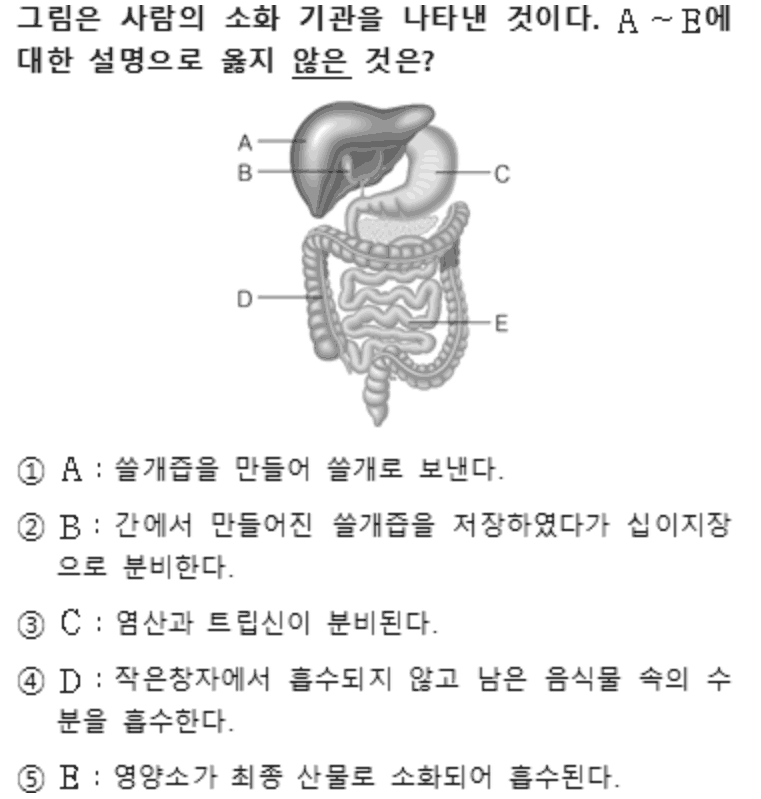 그림은 사람의 소화 기관을 나타낸 것이다. A ~ E에
대한 설명으로 옳지 않은 것은?
A
B
C
D
E
① A : 쓸개즙을 만들어 쓸개로 보낸다.
② B : 간에서 만들어진 쓸개즙을 저장하였다가 십이지장
으로 분비한다.
③ C : 염산과 트립신이 분비된다.
④ D : 작은창자에서 흡수되지 않고 남은 음식물 속의 수
분을 흡수한다.
⑤ E : 영양소가 최종 산물로 소화되어 흡수된다.